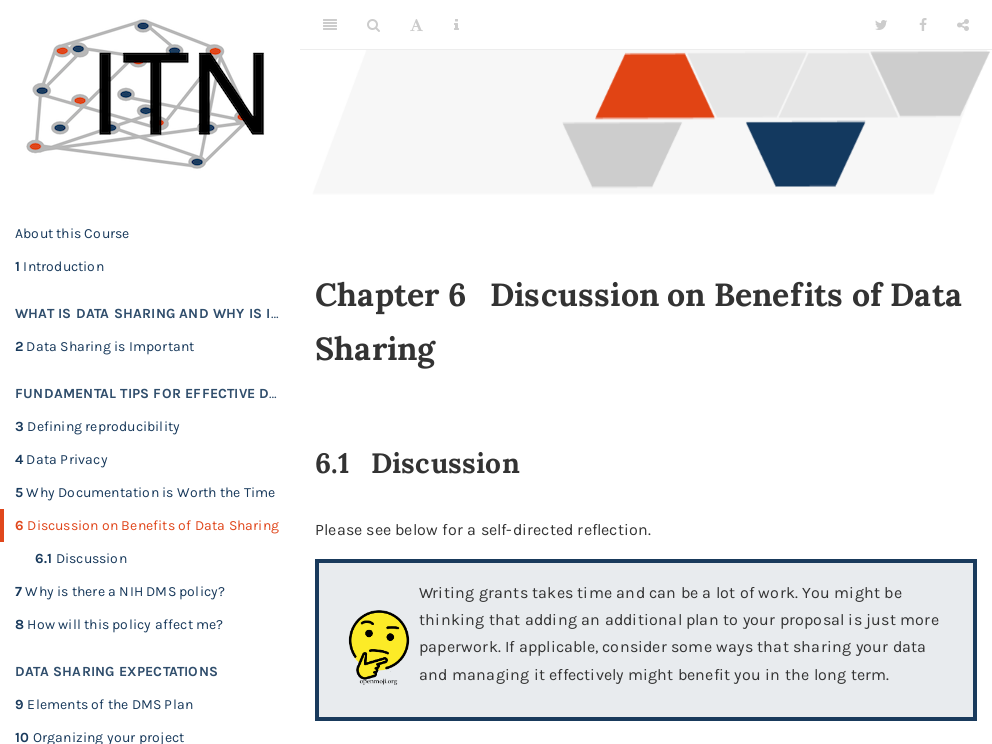 ITN
About this Course
1 Introduction
WHAT IS DATA SHARING AND WHY IS I…
2 Data Sharing is Important
FUNDAMENTAL TIPS FOR EFFECTIVE D…
3 Defining reproducibility
4 Data Privacy
5 Why Documentation is Worth the Time
6 Discussion on Benefits of Data Sharing
6.1 Discussion
7 Why is there a NIH DMS policy?
8 How will this policy affect me?
DATA SHARING EXPECTATIONS
9 Elements of the DMS Plan
10 Organizing your project
Chapter 6 Discussion on Benefits of Data
Sharing
6.1 Discussion
Please see below for a self-directed reflection.
Writing grants takes time and can be a lot of work. You might be
thinking that adding an additional plan to your proposal is just more
paperwork. If applicable, consider some ways that sharing your data
and managing it effectively might benefit you in the long term.
openmoji.org